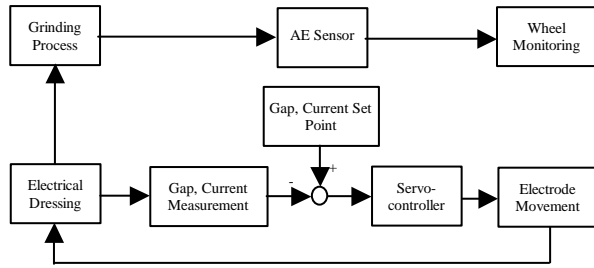 Grinding
Process
AE Sensor
Wheel
Monitoring
Gap, Current Set
Point
+
-
Electrical
Dressing
Gap, Current
Measurement
Servo-
controller
Electrode
Movement